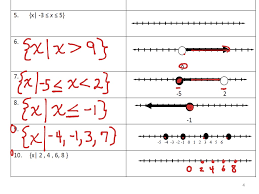 5. {x| -3 ≤ x ≤ 5}
6. {x|x>9}
9
7. {x|-5≤x<2}
-5 2
8. {x|x≤-1}
-1
9. {x|-4,-1,3,7}
-5 -4 -3 -2 -1 0 1 2 3 4 5 6
10. {x| 2, 4, 6, 8}
0 2 4 6 8